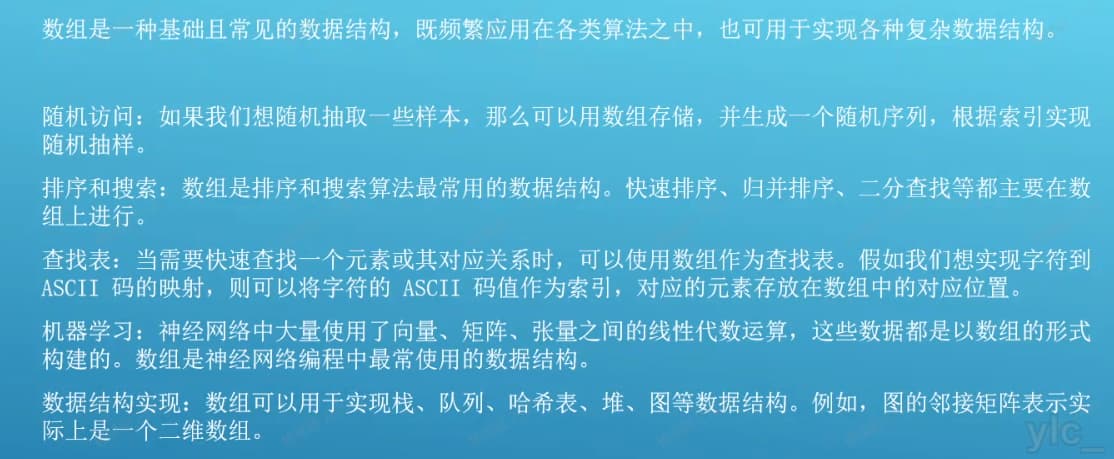 数组是一种基础且常见的数据结构，既频繁应用在各类算法之中，也可用于实现各种复杂数据结构。
随机访问：如果我们想随机抽取一些样本，那么可以用数组存储，并生成一个随机序列，根据索引实现
随机抽样。
排序和搜索：数组是排序和搜索算法最常用的数据结构。快速排序、归并排序、二分查找等都主要在数
组上进行。
查找表：当需要快速查找一个元素或其对应关系时，可以使用数组作为查找表。假如我们想实现字符到
ASCII 码的映射，则可以将字符的 ASCII 码值作为索引，对应的元素存放在数组中的对应位置。
机器学习：神经网络中大量使用了向量、矩阵、张量之间的线性代数运算，这些数据都是以数组的形式
构建的。数组是神经网络编程中最常使用的数据结构。
数据结构实现：数组可以用于实现栈、队列、哈希表、堆、图等数据结构。例如，图的邻接矩阵表示实
际上是一个二维数组。
ylc_